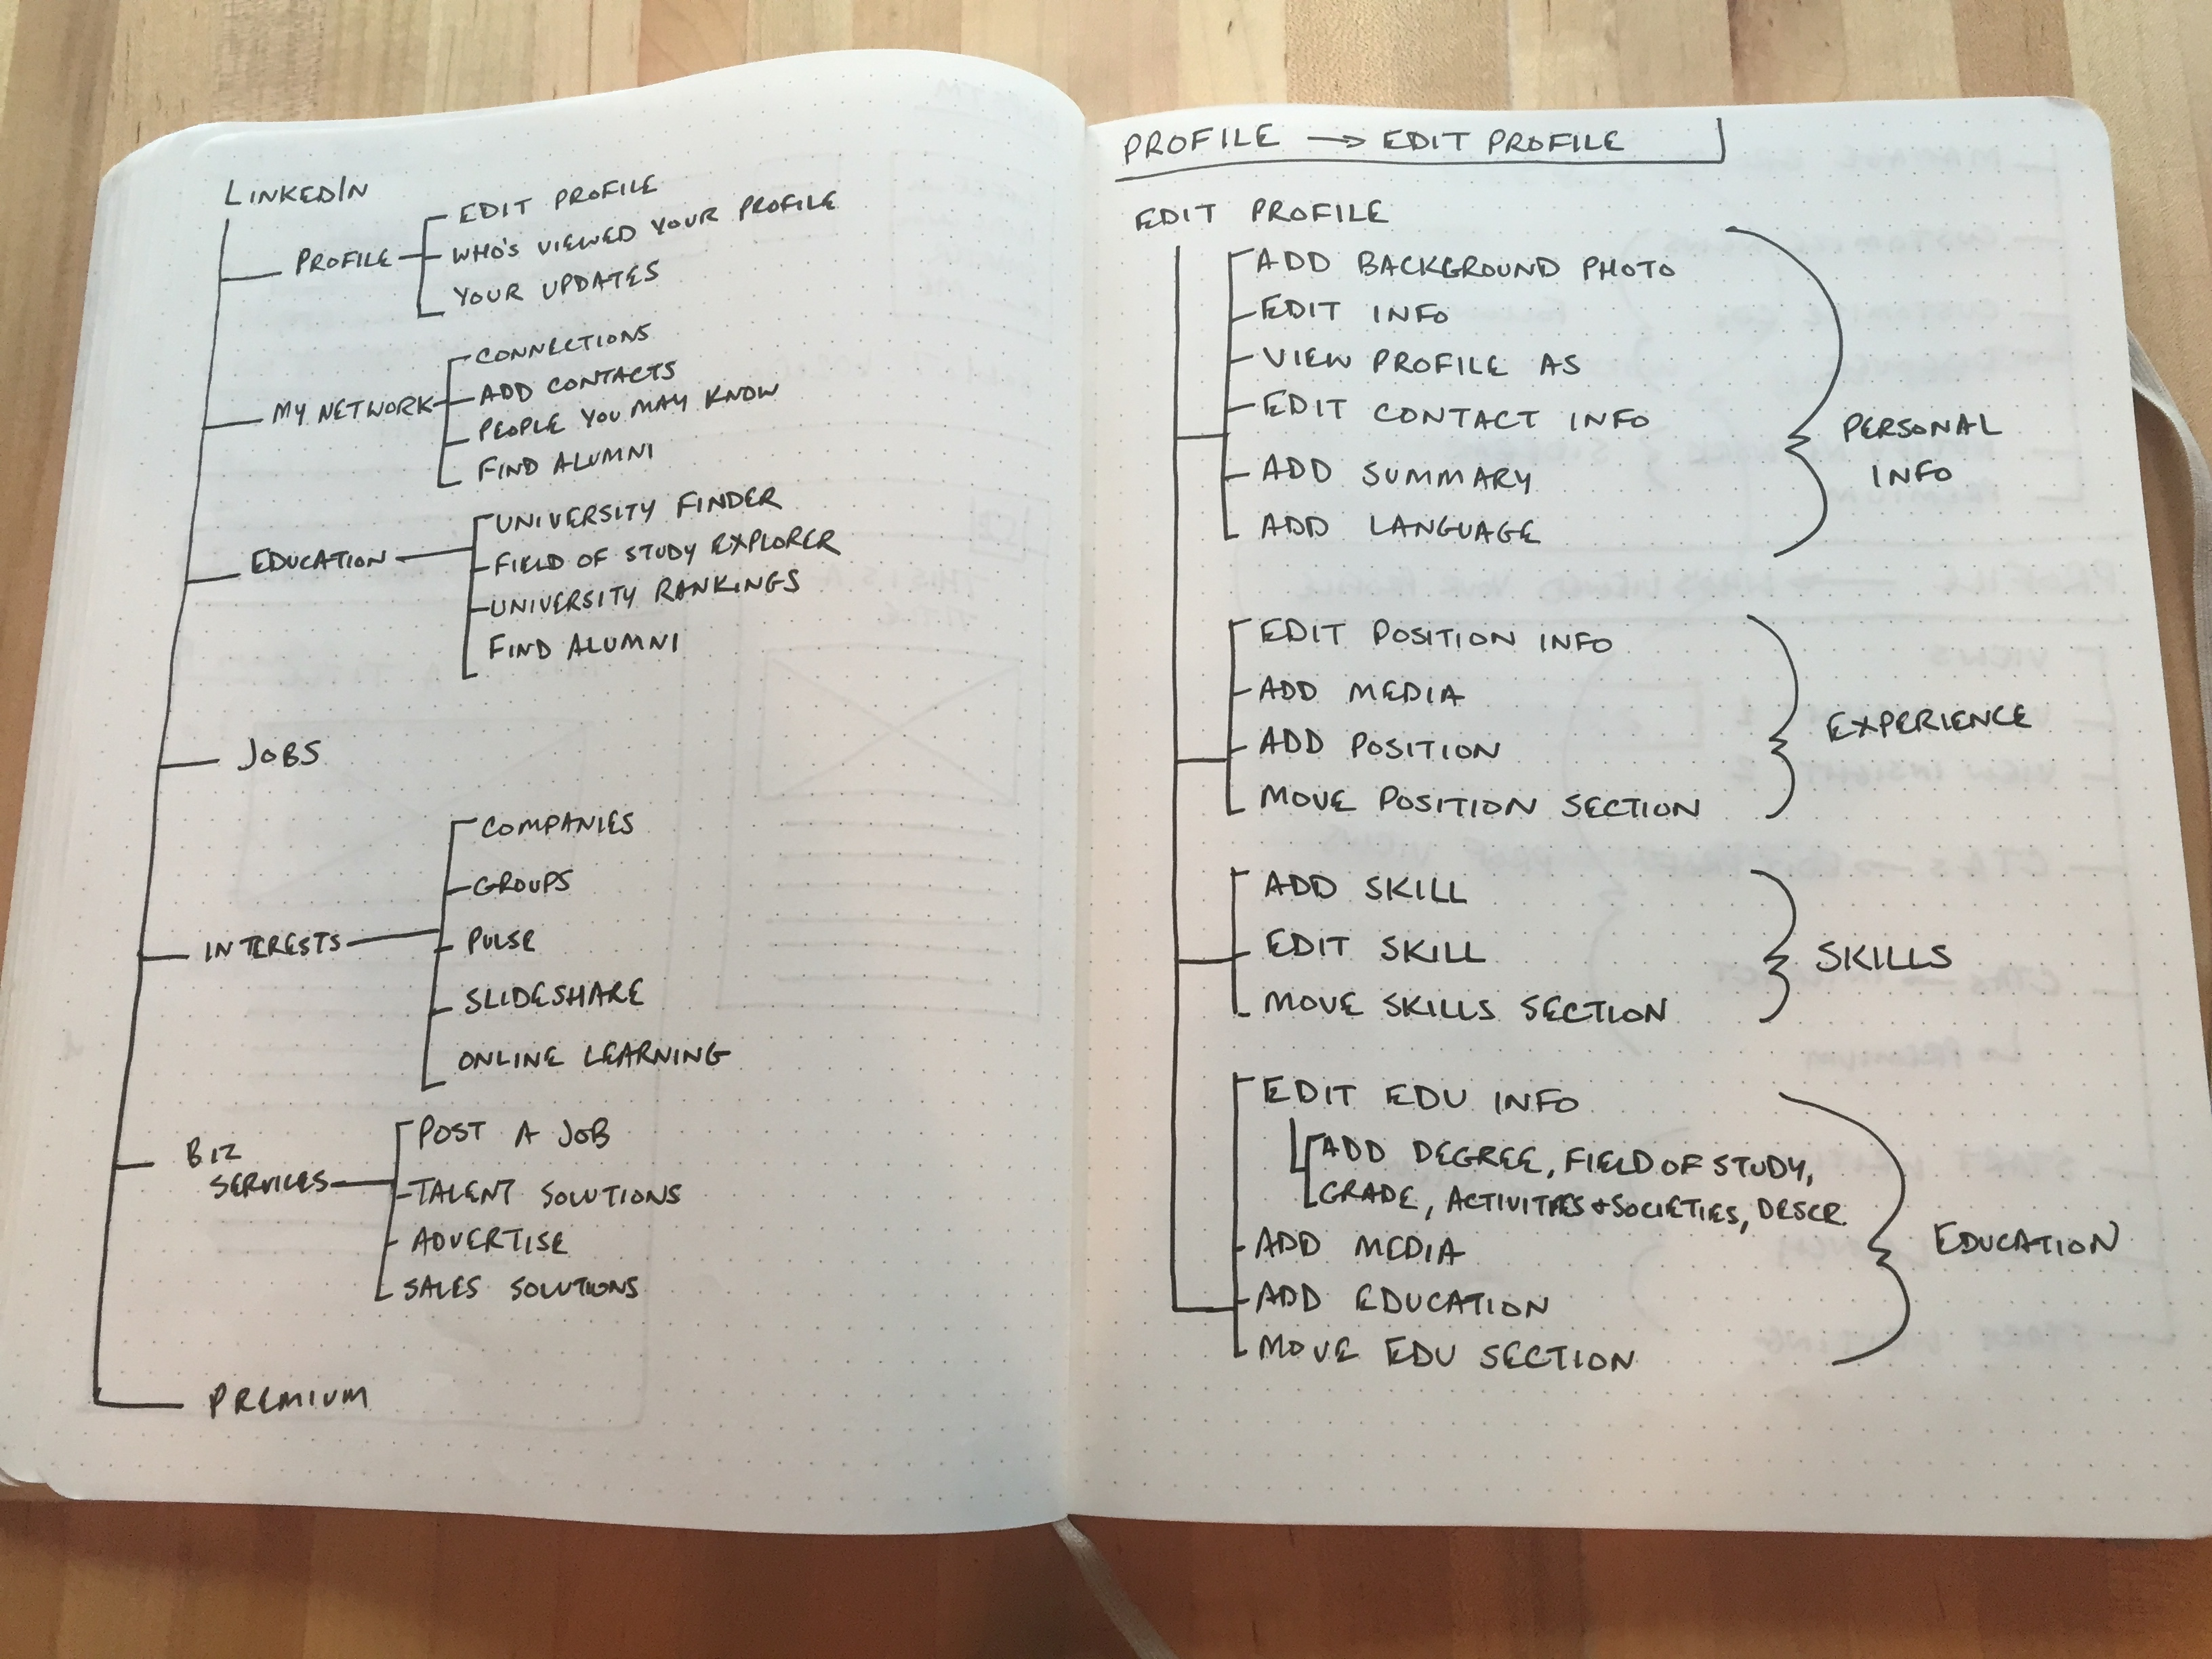 LINKEDIN
PROFILE
EDIT PROFILE
WHO'S VIEWED YOUR PROFILE
YOUR UPDATES
MY NETWORK
CONNECTIONS
ADD CONTACTS
PEOPLE YOU MAY KNOW
FIND ALUMNI
EDUCATION
UNIVERSITY FINDER
FIELD OF STUDY EXPLORER
UNIVERSITY RANKINGS
FIND ALUMNI
JOBS
INTERESTS
COMPANIES
GROUPS
PULSE
SLIDESHARE
ONLINE LEARNING
BIZ
SERVICES
POST A JOB
TALENT SOLUTIONS
ADVERTISE
SALES SOLUTIONS
PREMIUM
PROFILE → EDIT PROFILE
EDIT PROFILE
ADD BACKGROUND PHOTO
EDIT INFO
VIEW PROFILE AS
EDIT CONTACT INFO
ADD SUMMARY
ADD LANGUAGE
PERSONAL
INFO
EDIT POSITION INFO
ADD MEDIA
ADD POSITION
MOVE POSITION SECTION
EXPERIENCE
ADD SKILL
EDIT SKILL
MOVE SKILLS SECTION
SKILLS
EDIT EDU INFO
ADD DEGREE, FIELD OF STUDY,
GRADE, ACTIVITIES + SOCIETIES, DESCR.
ADD MEDIA
ADD EDUCATION
MOVE EDU SECTION
EDUCATION